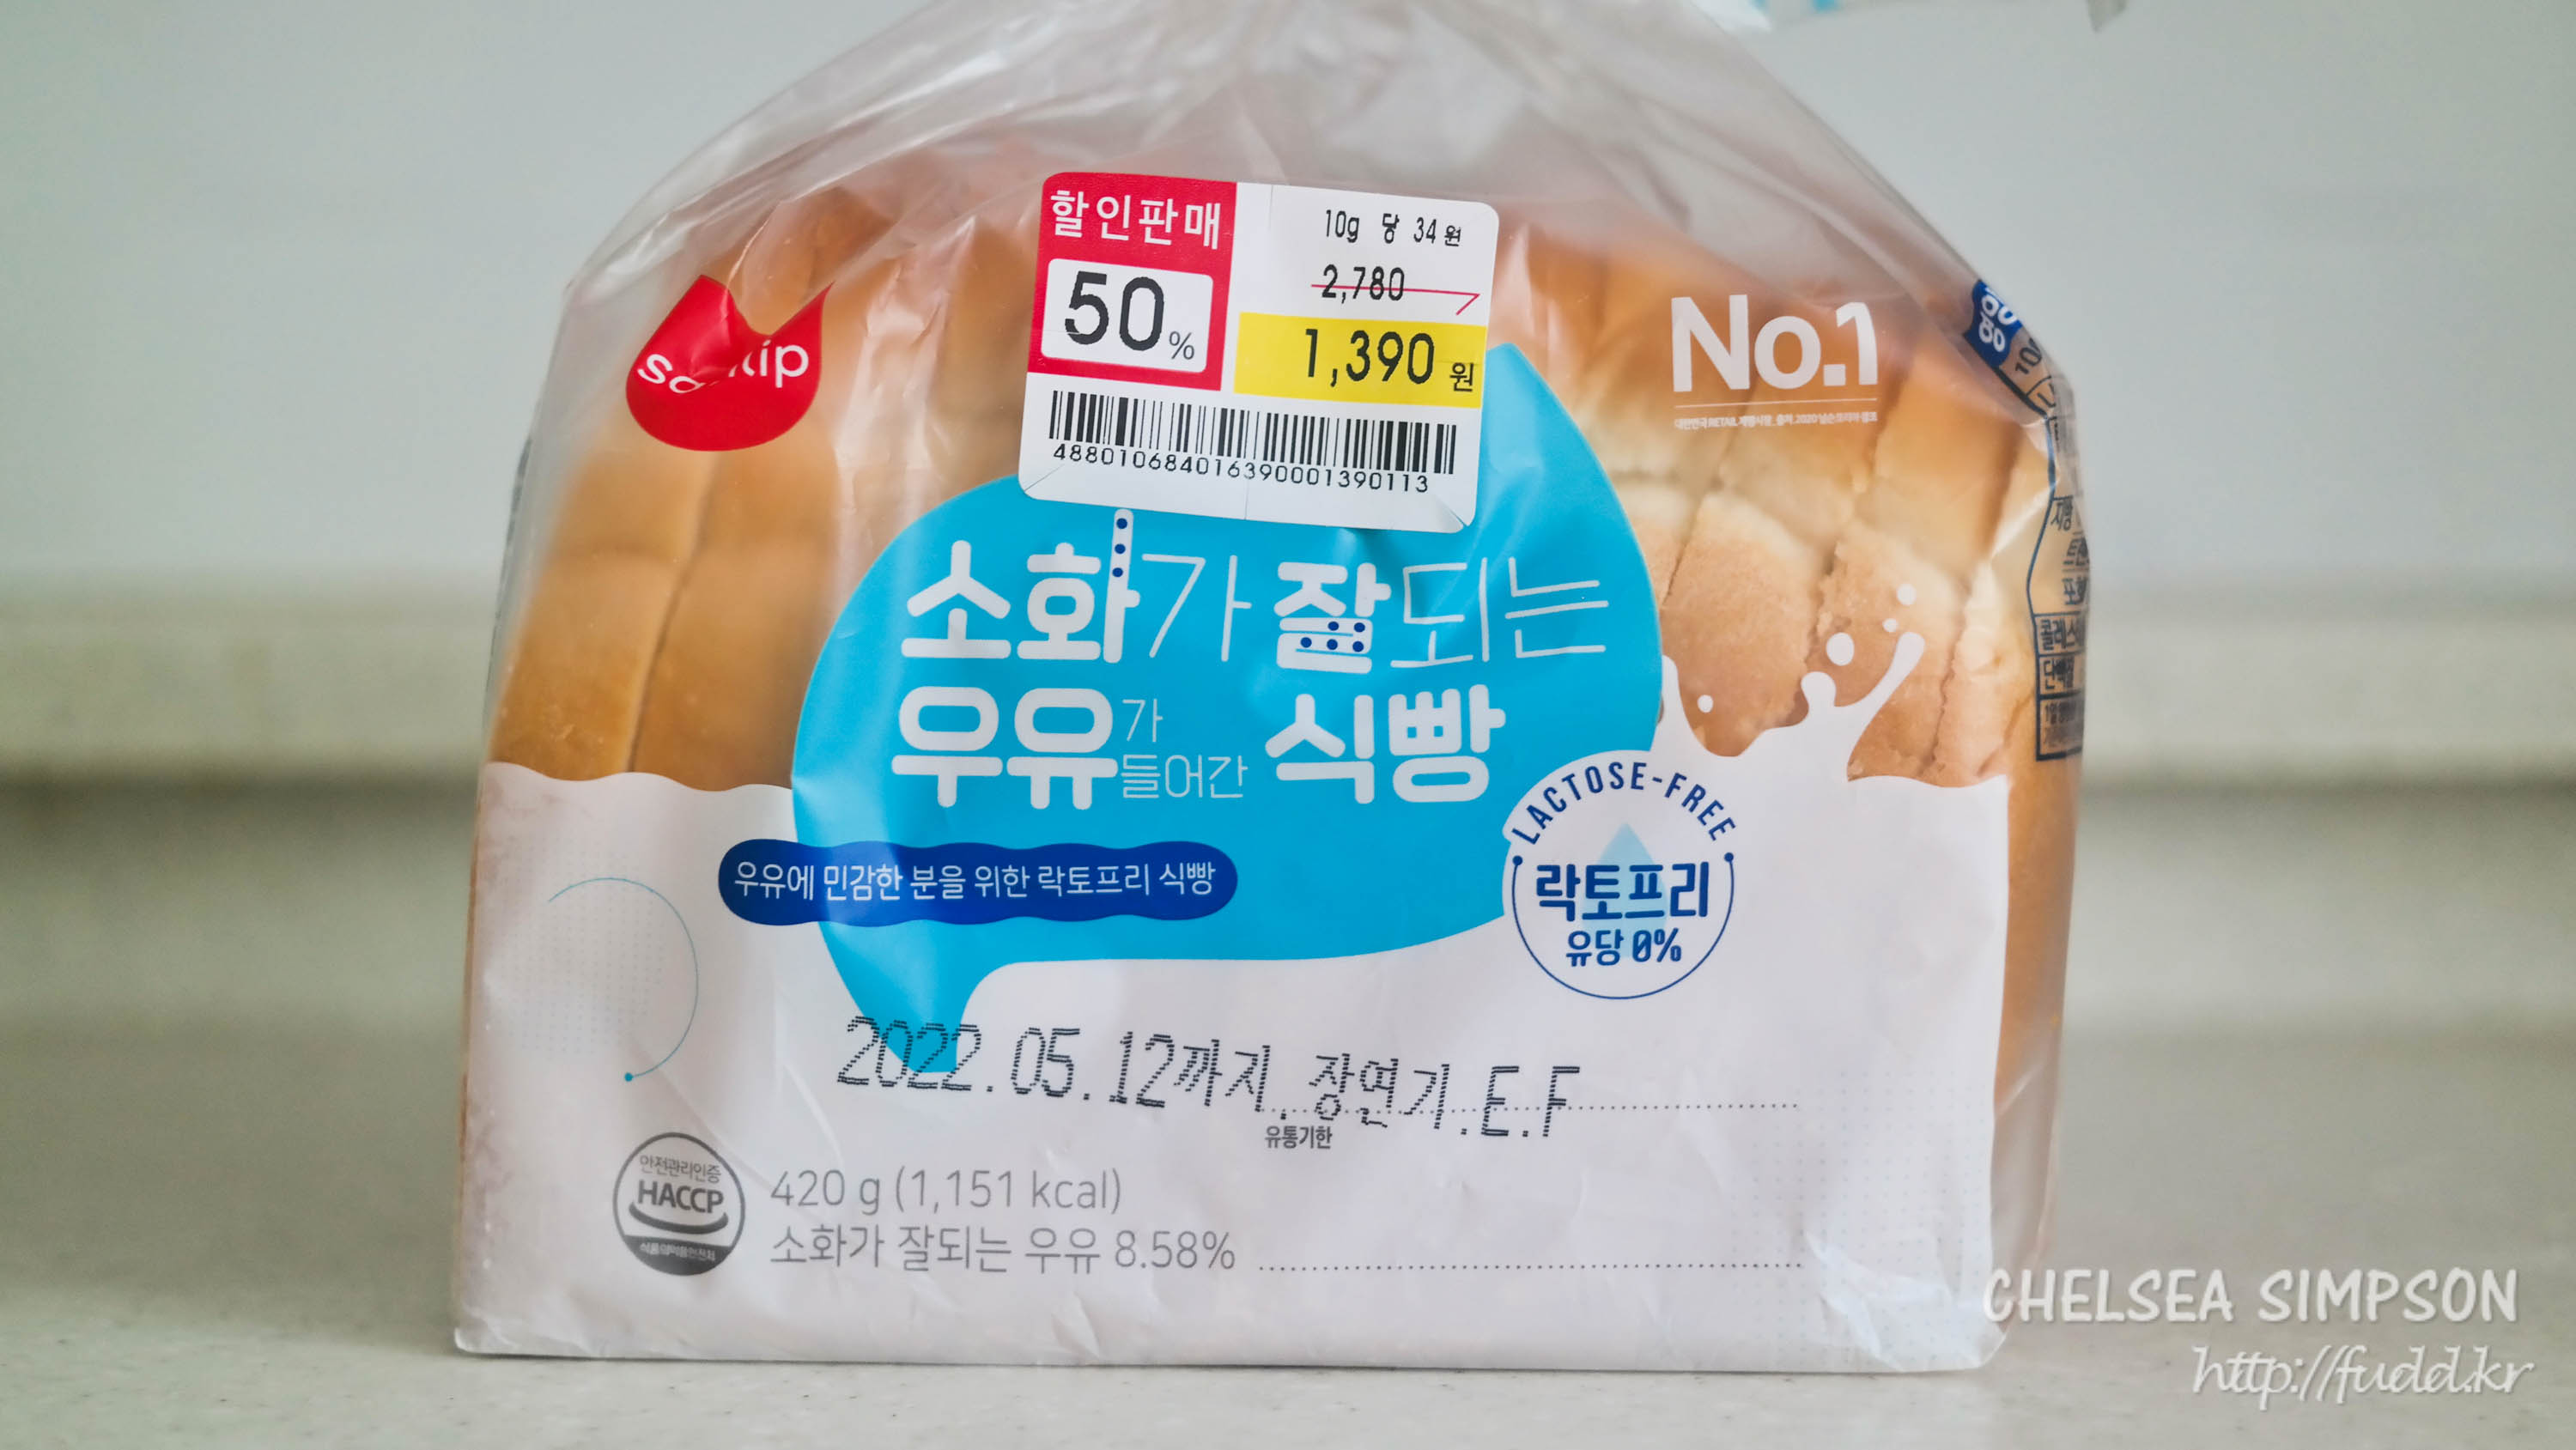 할인판매
50%
10g 당 34원
2,780
1,390원
4880106840163900013901​13
No.1
소화가 잘되는
우유가 들어간 식빵
우유에 민감한 분을 위한 락토프리 식빵
LACTOSE-FREE
락토프리
유당 0%
2022.05.12까지. 장연기.E.F
유통기한
안전관리인증
HACCP
420 g (1,151 kcal)
소화가 잘되는 우유 8.58%
CHELSEA SIMPSON
http://fudd.kr